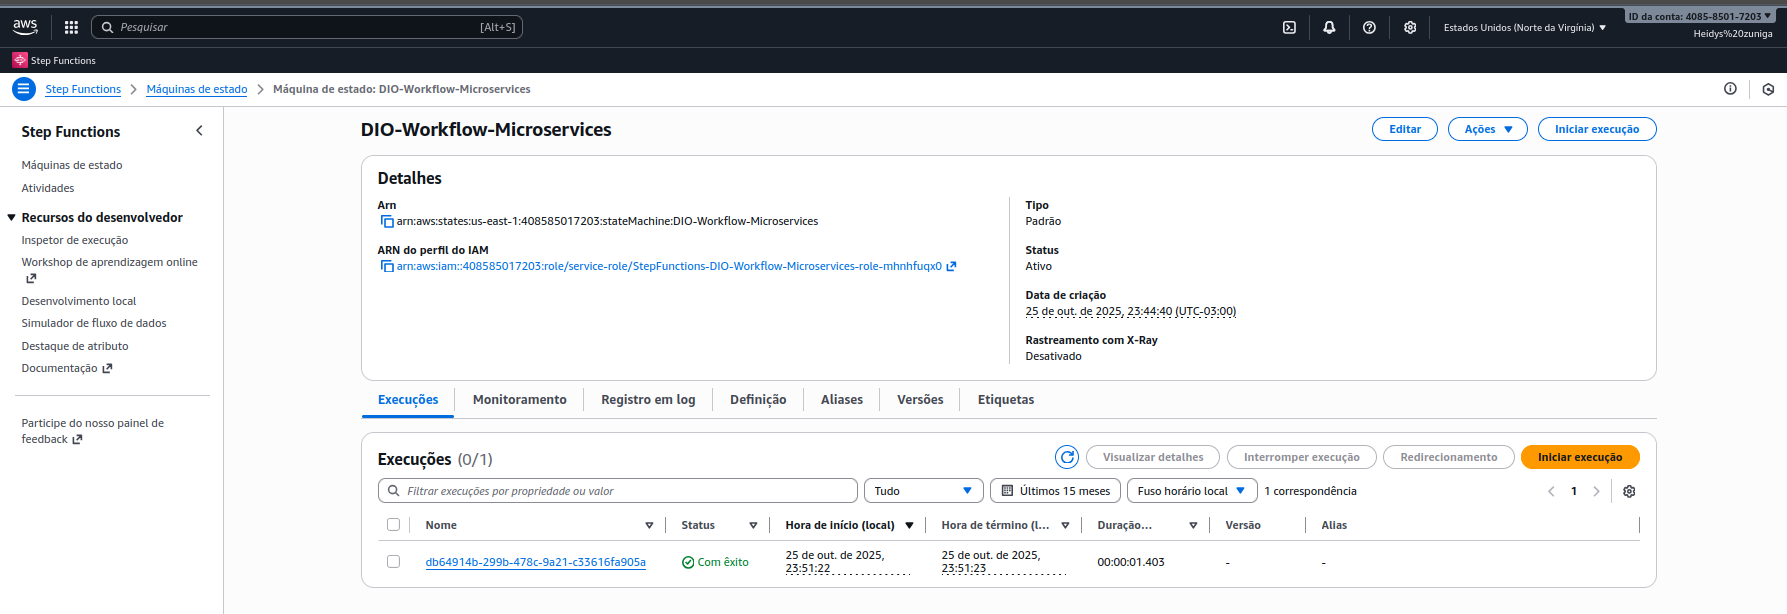 aws
Pesquisar
[Alt+S]
Estados Unidos (Norte da Virgínia)
ID da conta: 4085-8501-7203
Heidys%20zuniga
Step Functions
Step Functions
Máquinas de estado
Máquina de estado: DIO-Workflow-Microservices
Step Functions
Máquinas de estado
Atividades
Recursos do desenvolvedor
Inspetor de execução
Workshop de aprendizagem online
Desenvolvimento local
Simulador de fluxo de dados
Destaque de atributo
Documentação
Participe do nosso painel de
feedback
DIO-Workflow-Microservices
Editar
Ações
Iniciar execução
Detalhes
Arn
arn:aws:states:us-east-1:408585017203:stateMachine:DIO-Workflow-Microservices
ARN do perfil do IAM
arn:aws:iam::408585017203:role/service-role/StepFunctions-DIO-Workflow-Microservices-role-mhnhfuqx0
Tipo
Padrão
Status
Ativo
Data de criação
25 de out. de 2025, 23:44:40 (UTC-03:00)
Rastreamento com X-Ray
Desativado
Execuções
Monitoramento
Registro em log
Definição
Aliases
Versões
Etiquetas
Execuções (0/1)
Visualizar detalhes
Interromper execução
Redirecionamento
Iniciar execução
Filtrar execuções por propriedade ou valor
Tudo
Últimos 15 meses
Fuso horário local
1 correspondência
1
Nome
Status
Hora de início (local)
Hora de término (l...
Duração...
Versão
Alias
db64914b-299b-478c-9a21-c33616fa905a
Com êxito
25 de out. de 2025,
23:51:22
25 de out. de 2025,
23:51:23
00:00:01.403
-
-